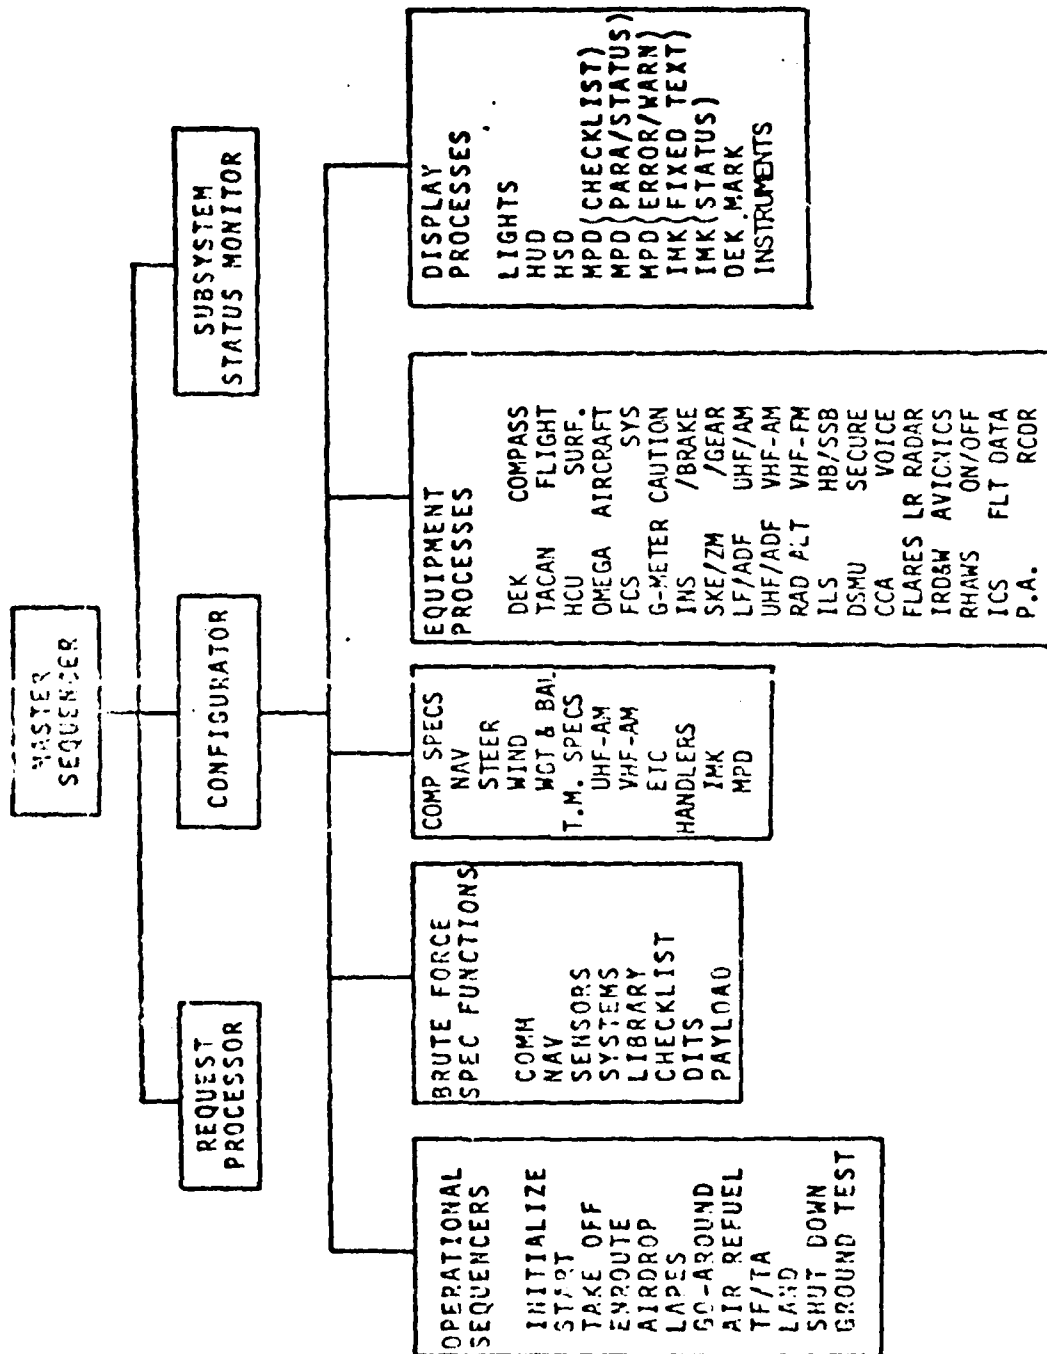 MASTER
SEQUENCER
REQUEST
PROCESSOR
CONFIGURATOR
SUBSYSTEM
STATUS MONITOR
OPERATIONAL
SEQUENCERS
INITIALIZE
START
TAKE OFF
ENROUTE
AIRDROP
LAPES
GO-AROUND
AIR REFUEL
TF/TA
LAND
SHUT DOWN
GROUND TEST
BRUTE FORCE
SPEC FUNCTIONS
COMM
NAV
SENSORS
SYSTEMS
LIBRARY
CHECKLIST
DITS
PAYLOAD
COMP SPECS
NAV
STEER
WIND
WGT & BAL
T.M. SPECS
UHF-AM
VHF-AM
ETC
HANDLERS
IMK
MPD
EQUIPMENT
PROCESSES
DEK COMPASS
TACAN FLIGHT
HCU SURF.
OMEGA AIRCRAFT
FCS SYS
G-METER CAUTION
INS /BRAKE
SKE/ZM /GEAR
LF/ADF UHF/AM
UHF/ADF VHF-AM
RAD ALT VHF-FM
ILS HB/SSB
DSMU SECURE
CCA VOICE
FLARES LR RADAR
IRD&W AVIONICS
RHAWS ON/OFF
ICS FLT DATA
P.A. RCDR
DISPLAY
PROCESSES
LIGHTS
HUD
HSD
MPD(CHECKLIST)
MPD(PARA/STATUS)
MPD(ERROR/WARN)
IMK(FIXED TEXT)
IMK(STATUS)
DEK MARK
INSTRUMENTS